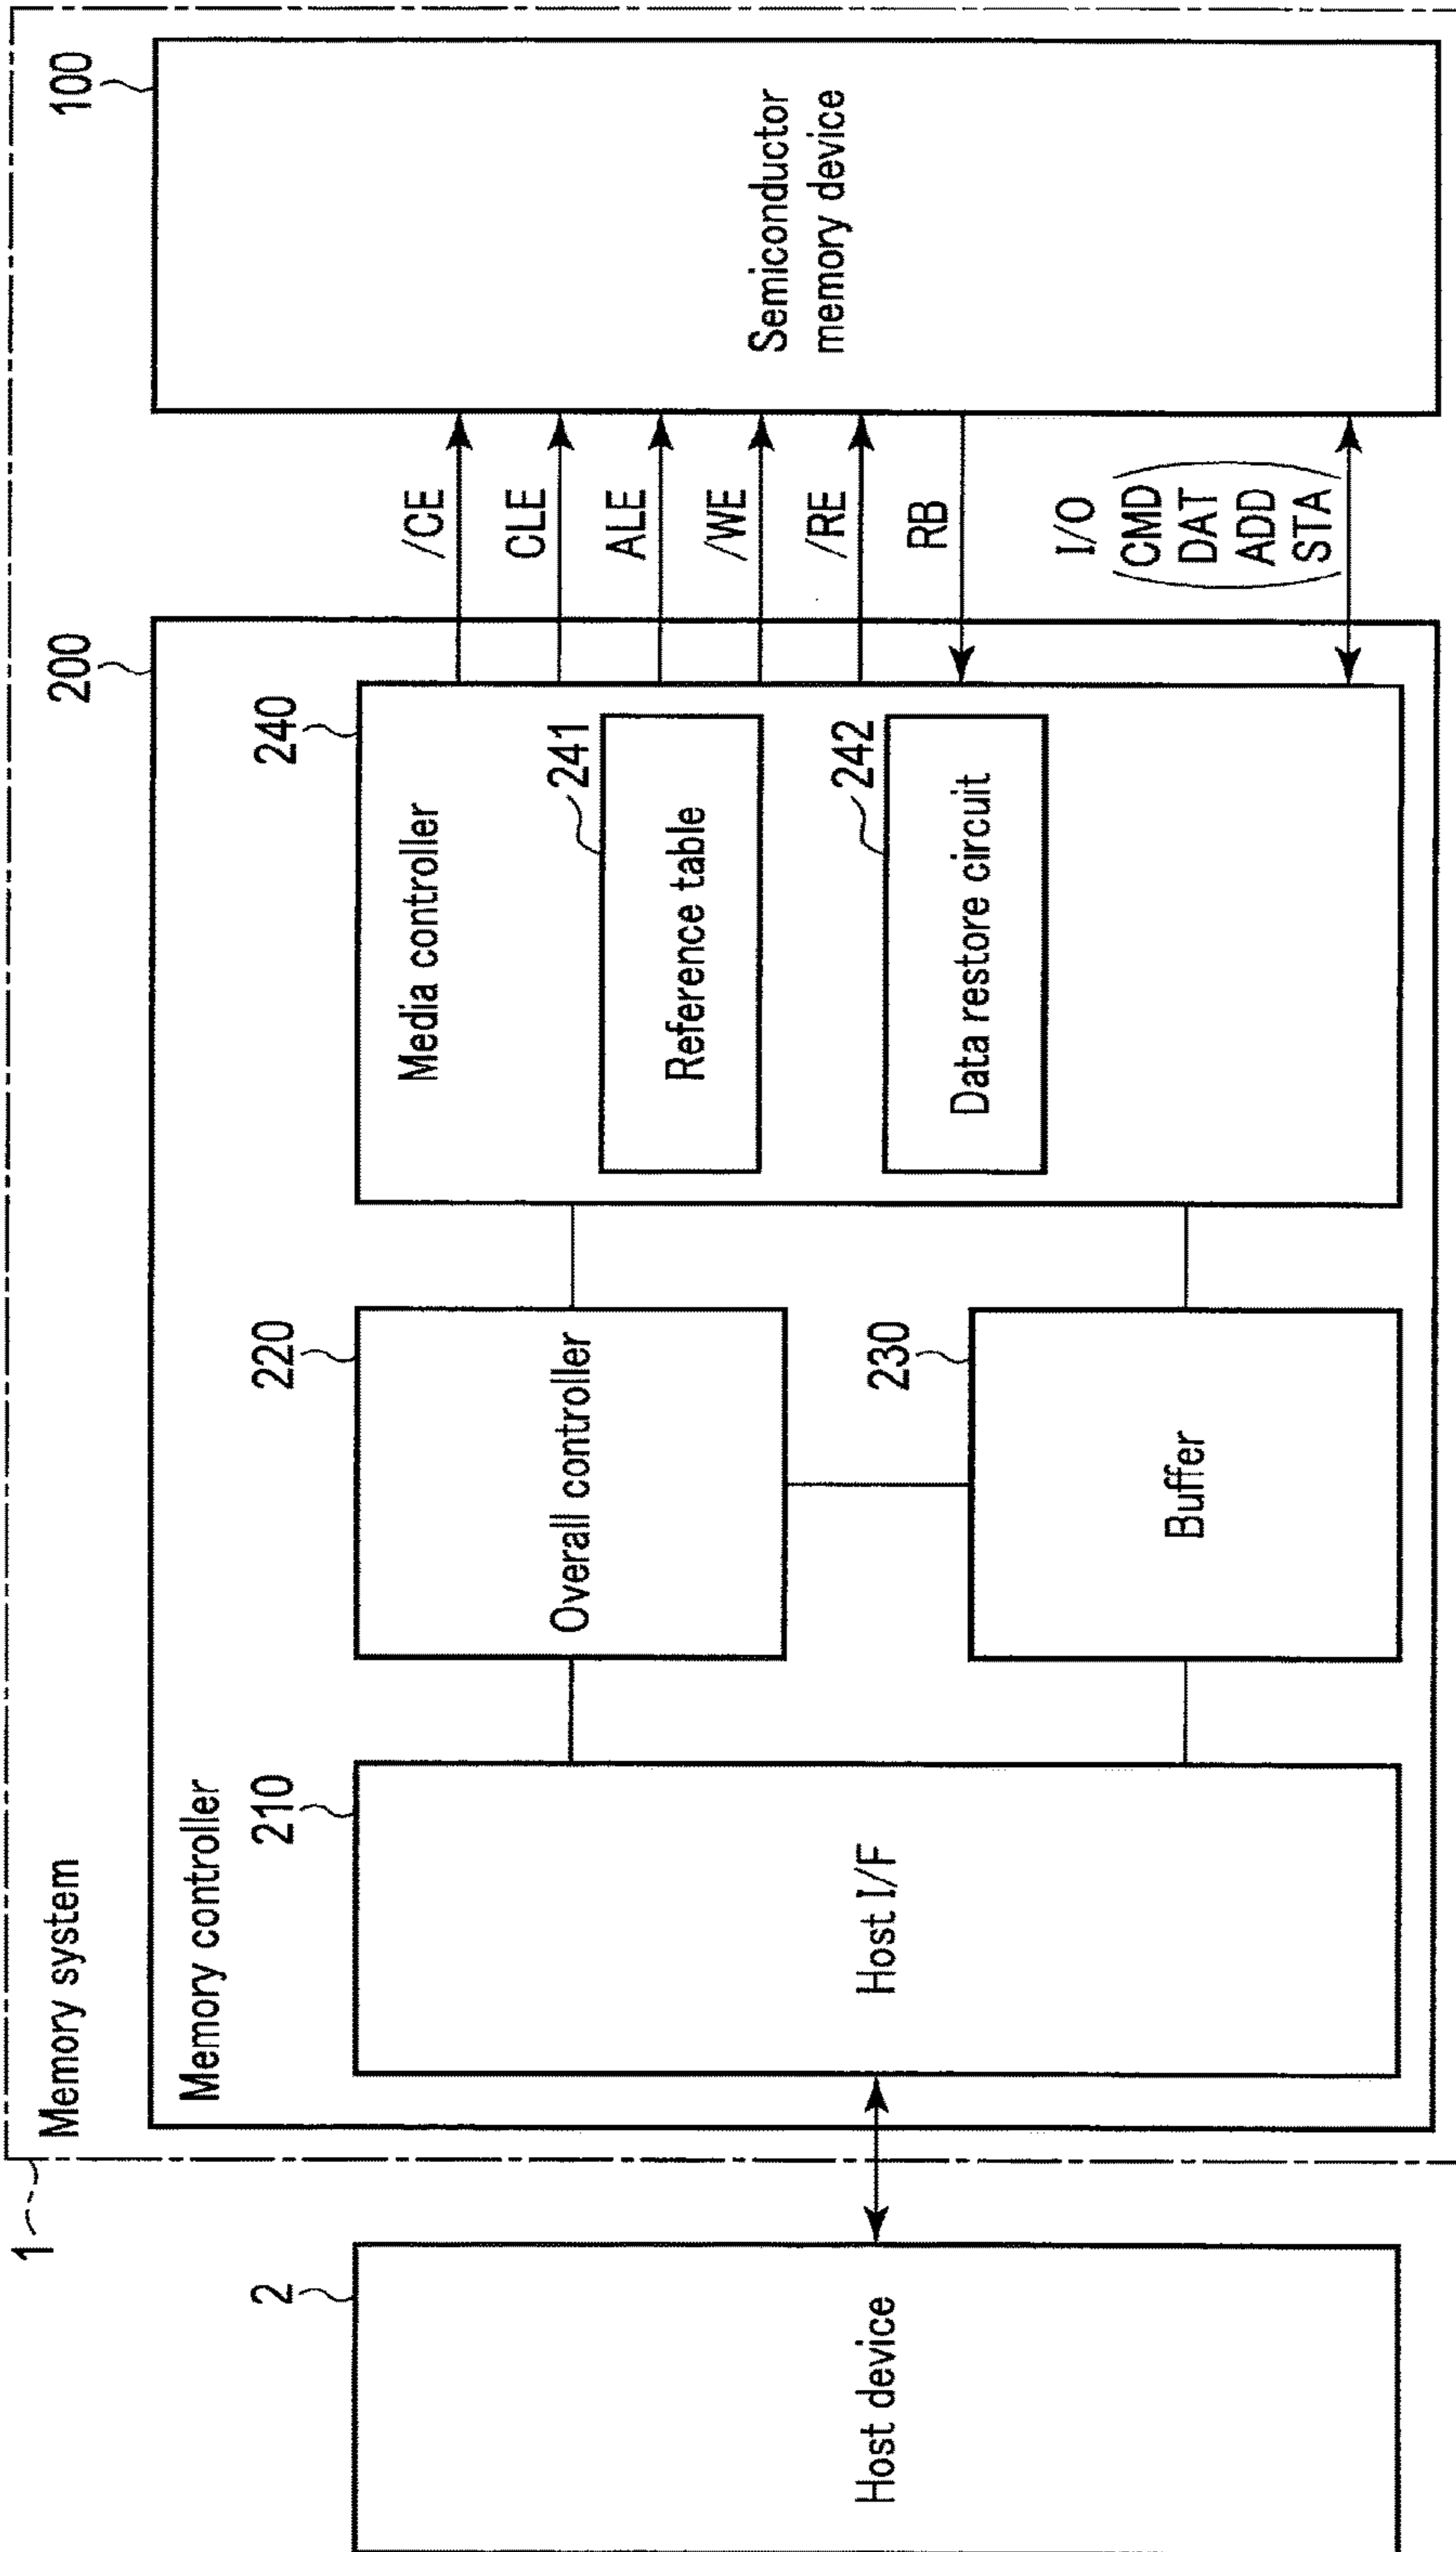 1
Memory system
2
Host device
200
Memory controller
210
Host I/F
220
Overall controller
230
Buffer
240
Media controller
241
Reference table
242
Data restore circuit
/CE
CLE
ALE
/WE
/RE
RB
I/O
(CMD
DAT
ADD
STA)
100
Semiconductor
memory device